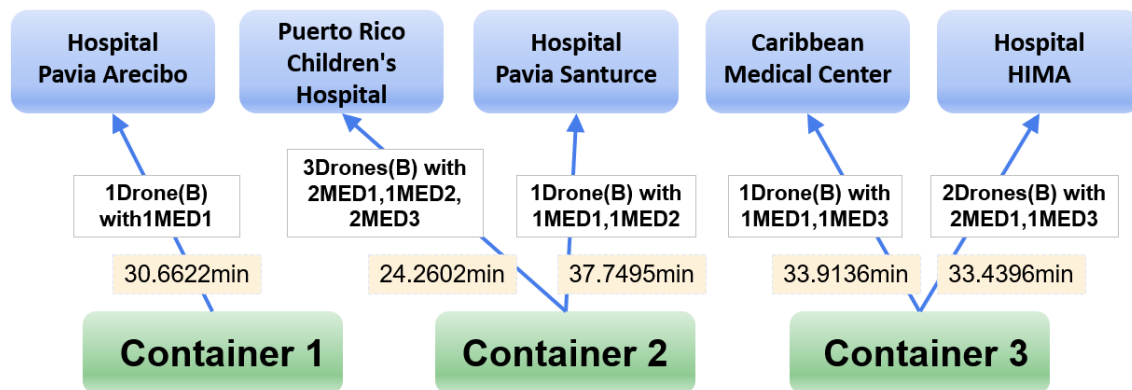 Hospital
Pavia Arecibo
Puerto Rico
Children's
Hospital
Hospital
Pavia Santurce
Caribbean
Medical Center
Hospital
HIMA
1Drone(B)
with1MED1
3Drones(B) with
2MED1,1MED2,
2MED3
1Drone(B) with
1MED1,1MED2
1Drone(B) with
1MED1,1MED3
2Drones(B) with
2MED1,1MED3
30.6622min
24.2602min
37.7495min
33.9136min
33.4396min
Container 1
Container 2
Container 3